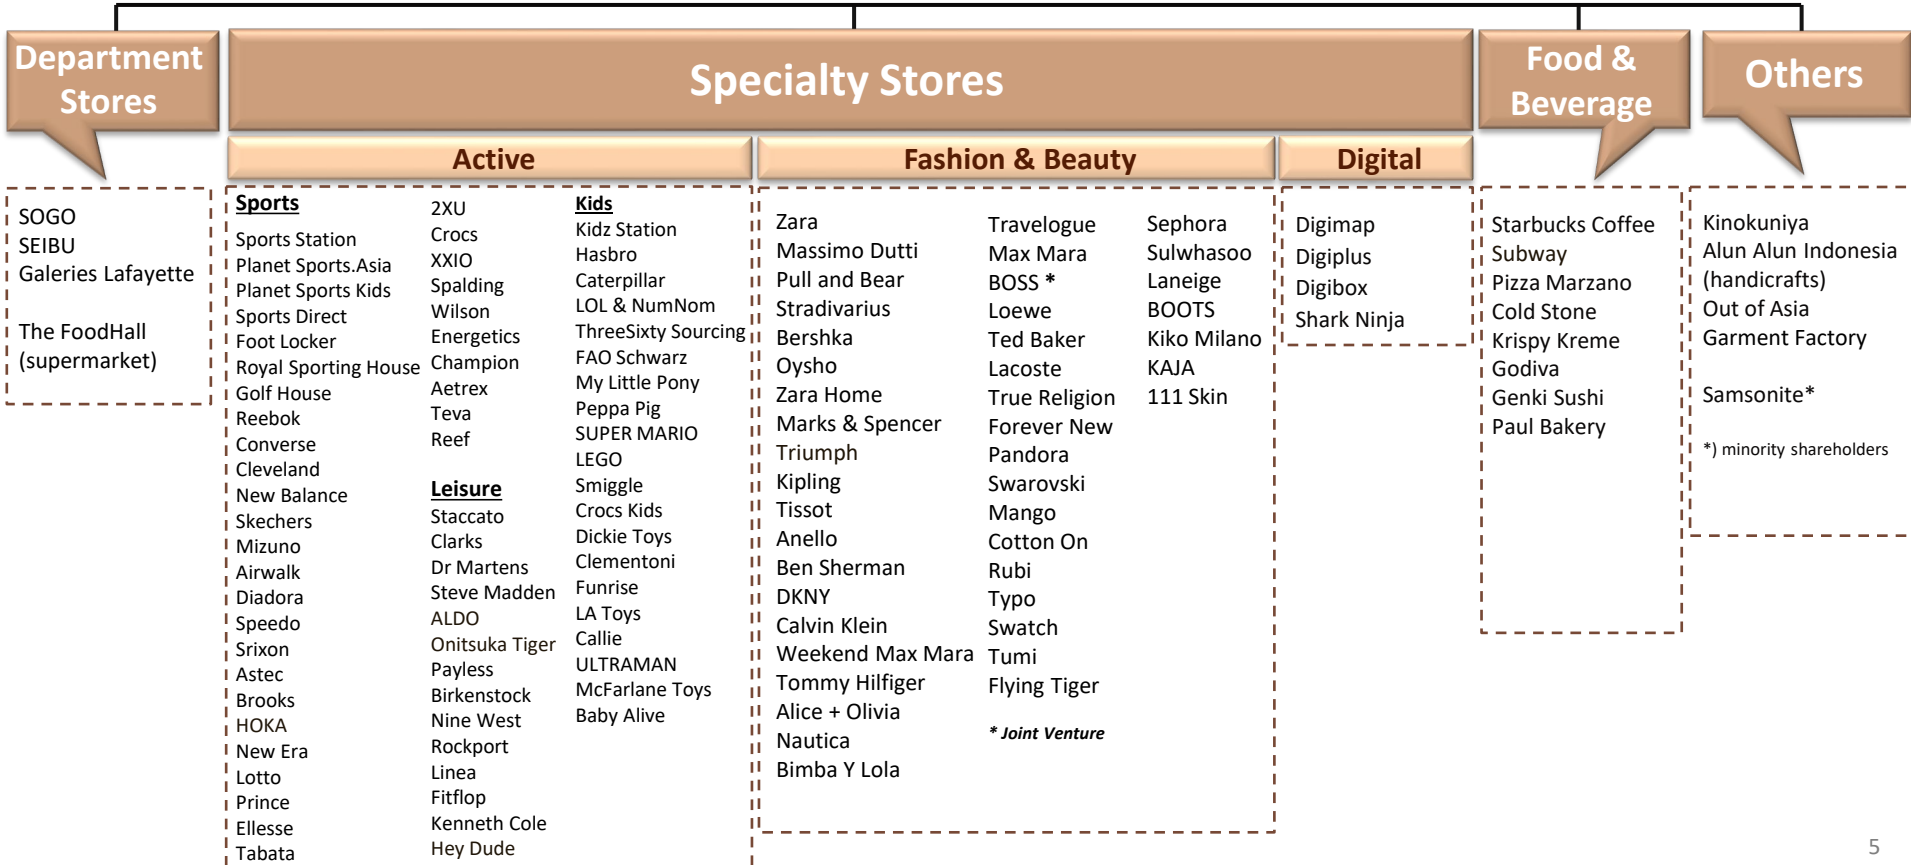 Department
Stores
Specialty Stores
Food &
Beverage
Others
Active
Fashion & Beauty
Digital
SOGO
SEIBU
Galeries Lafayette
The FoodHall
(supermarket)
Sports
Sports Station
Planet Sports.Asia
Planet Sports Kids
Sports Direct
Foot Locker
Royal Sporting House
Golf House
Reebok
Converse
Cleveland
New Balance
Skechers
Mizuno
Airwalk
Diadora
Speedo
Srixon
Astec
Brooks
HOKA
New Era
Lotto
Prince
Ellesse
Tabata
2XU
Crocs
XXIO
Spalding
Wilson
Energetics
Champion
Aetrex
Teva
Reef
Leisure
Staccato
Clarks
Dr Martens
Steve Madden
ALDO
Onitsuka Tiger
Payless
Birkenstock
Nine West
Rockport
Linea
Fitflop
Kenneth Cole
Hey Dude
Kids
Kidz Station
Hasbro
Caterpillar
LOL & NumNom
ThreeSixty Sourcing
FAO Schwarz
My Little Pony
Peppa Pig
SUPER MARIO
LEGO
Smiggle
Crocs Kids
Dickie Toys
Clementoni
Funrise
LA Toys
Callie
ULTRAMAN
McFarlane Toys
Baby Alive
Zara
Massimo Dutti
Pull and Bear
Stradivarius
Bershka
Oysho
Zara Home
Marks & Spencer
Triumph
Kipling
Tissot
Anello
Ben Sherman
DKNY
Calvin Klein
Weekend Max Mara
Tommy Hilfiger
Alice + Olivia
Nautica
Bimba Y Lola
Travelogue
Max Mara
BOSS *
Loewe
Ted Baker
Lacoste
True Religion
Forever New
Pandora
Swarovski
Mango
Cotton On
Rubi
Typo
Swatch
Tumi
Flying Tiger
* Joint Venture
Sephora
Sulwhasoo
Laneige
BOOTS
Kiko Milano
KAJA
111 Skin
Digimap
Digiplus
Digibox
Shark Ninja
Starbucks Coffee
Subway
Pizza Marzano
Cold Stone
Krispy Kreme
Godiva
Genki Sushi
Paul Bakery
Kinokuniya
Alun Alun Indonesia
(handicrafts)
Out of Asia
Garment Factory
Samsonite*
*) minority shareholders
5